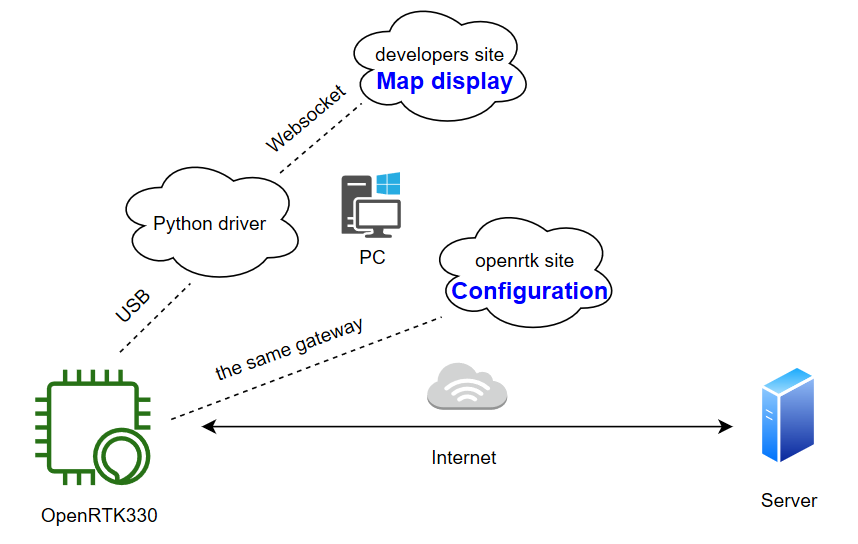 developers site
Map display
Websocket
Python driver
PC
openrtk site
Configuration
USB
the same gateway
Internet
Server
OpenRTK330